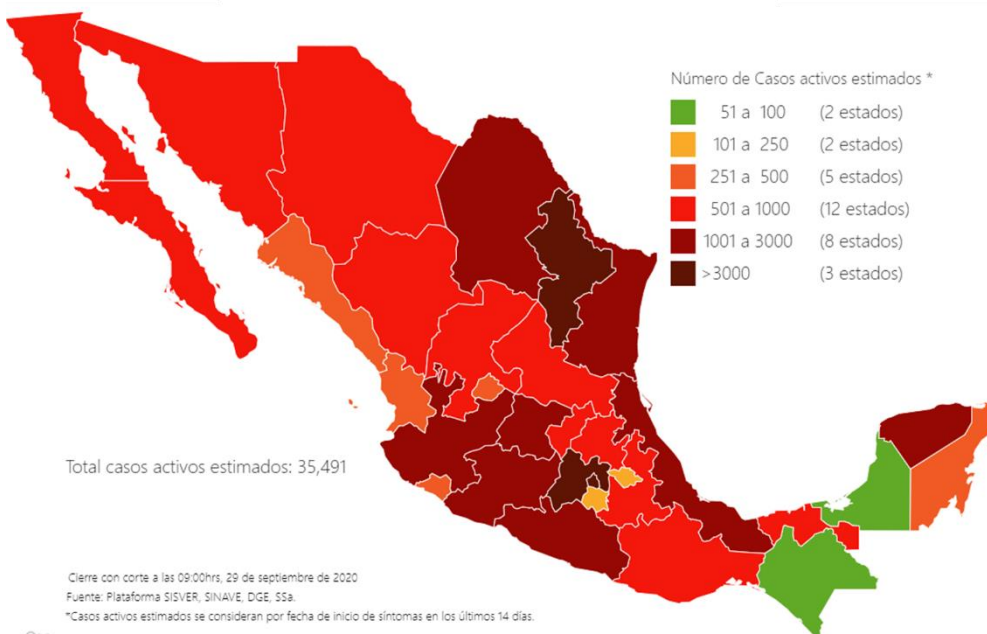 Número de Casos activos estimados *
51 a 100 (2 estados)
101 a 250 (2 estados)
251 a 500 (5 estados)
501 a 1000 (12 estados)
1001 a 3000 (8 estados)
>3000 (3 estados)
Total casos activos estimados: 35,491
Cierre con corte a las 09:00hrs, 29 de septiembre de 2020
Fuente: Plataforma SISVER, SINAVE, DGE, SSa.
*Casos activos estimados se consideran por fecha de inicio de síntomas en los últimos 14 días.